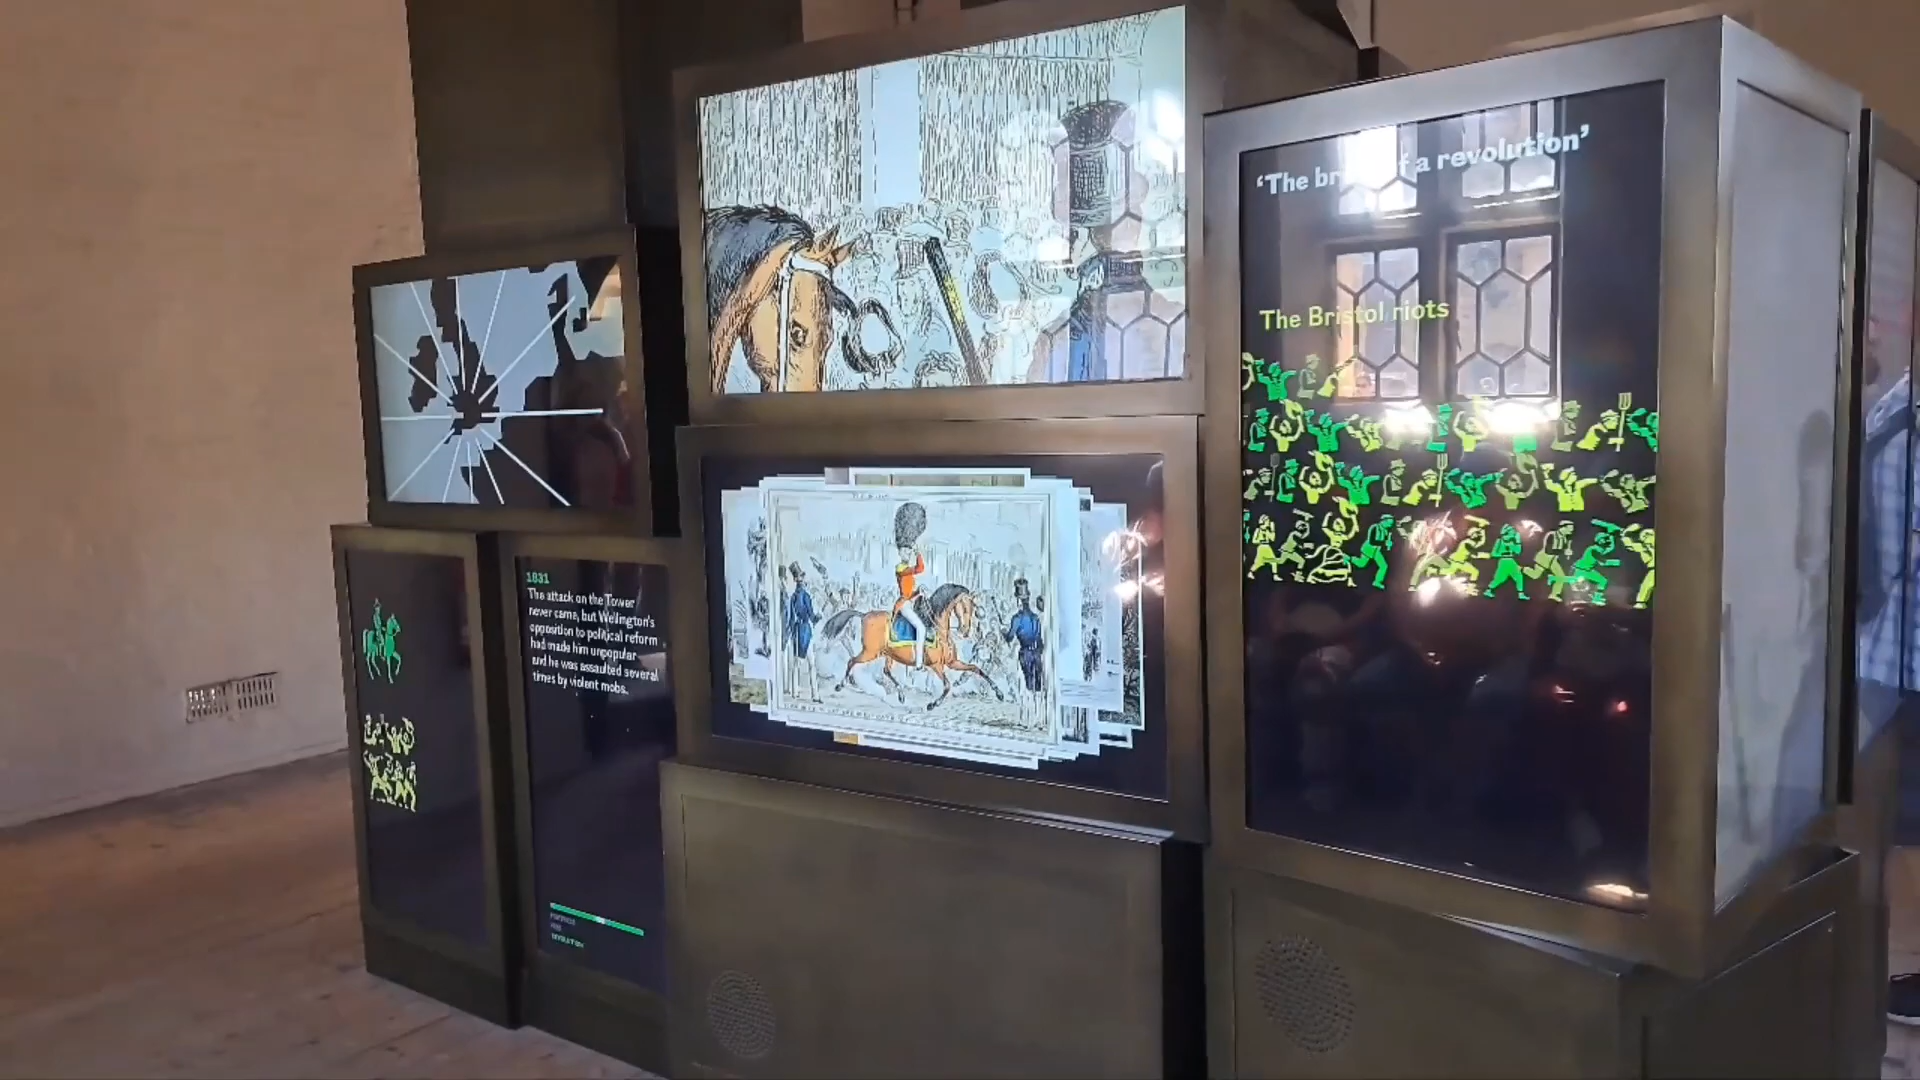 1831
The attack on the Tower
never came, but Wellington's
opposition to political reform
had made him unpopular
and he was assaulted several
times by violent mobs.
‘The of a revolution’
The Bristol riots